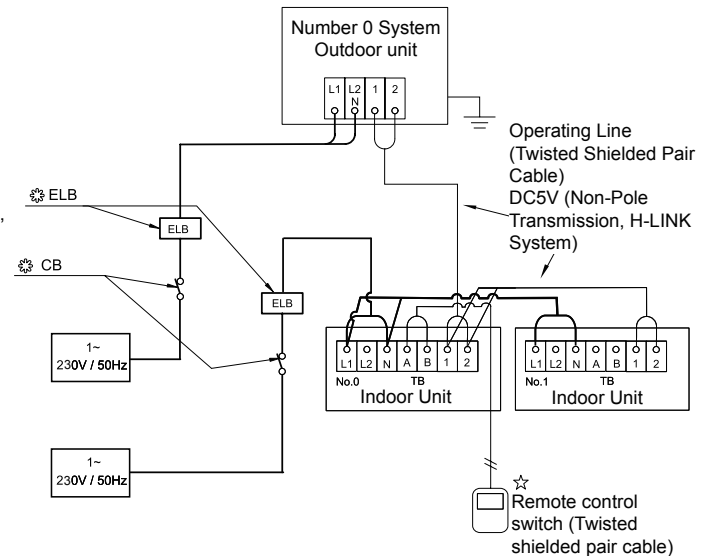 Number 0 System
Outdoor unit
L1 L2 1 2
N
Operating Line
(Twisted Shielded Pair
Cable)
DC5V (Non-Pole
Transmission, H-LINK
System)
ELB
,
ELB
CB
ELB
1~
230V / 50Hz
L1 L2 N A B 1 2
No.0 TB
Indoor Unit
L1 L2 N A B 1 2
No.1 TB
Indoor Unit
1~
230V / 50Hz
Remote control
switch (Twisted
shielded pair cable)